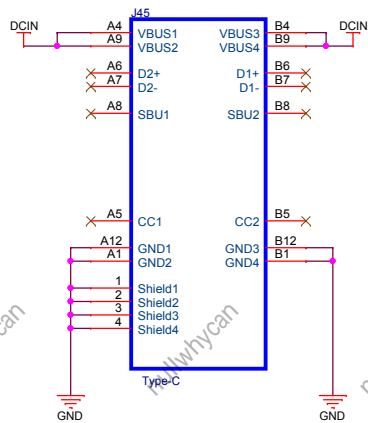 J45
DCIN
DCIN
A4 VBUS1 VBUS3 B4
A9 VBUS2 VBUS4 B9
A6 D2+ D1+ B6
A7 D2- D1- B7
A8 SBU1 SBU2 B8
A5 CC1 CC2 B5
A12 GND1 GND3 B12
A1 GND2 GND4 B1
1 Shield1
2 Shield2
3 Shield3
4 Shield4
nullwhycan
Type-C
GND
GND